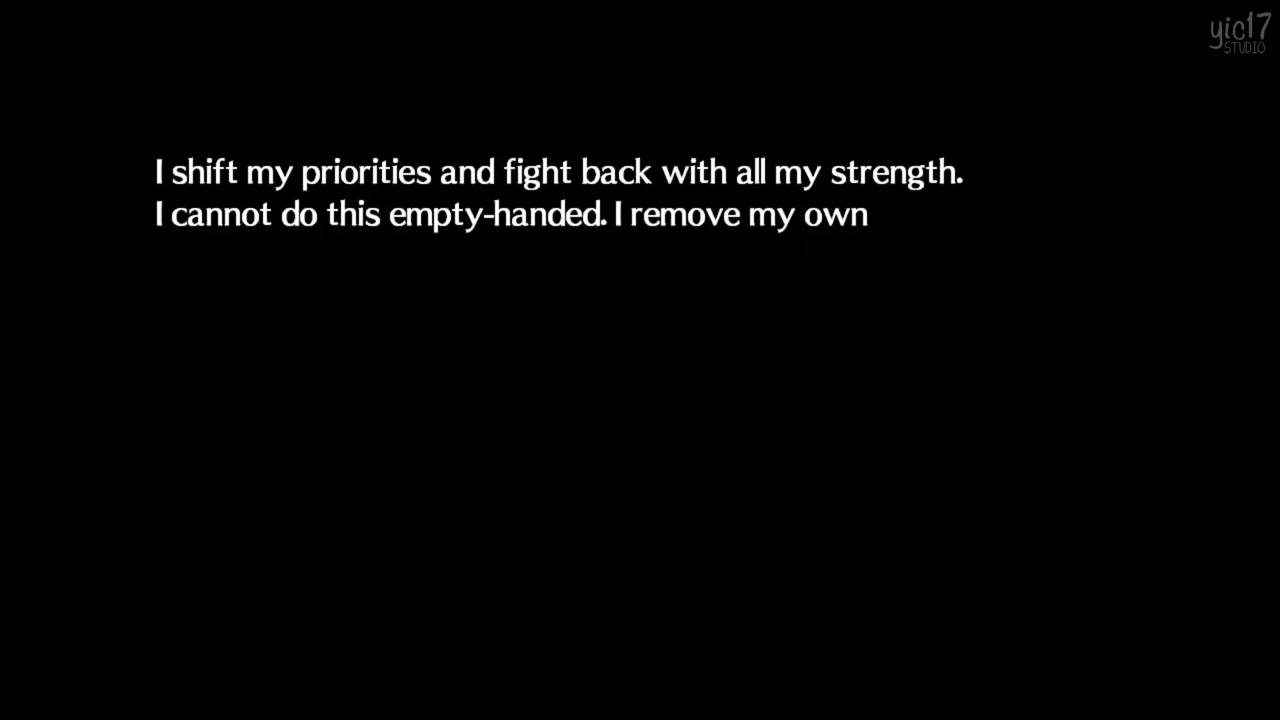 yic17
STUDIO
I shift my priorities and fight back with all my strength.
I cannot do this empty-handed. I remove my own